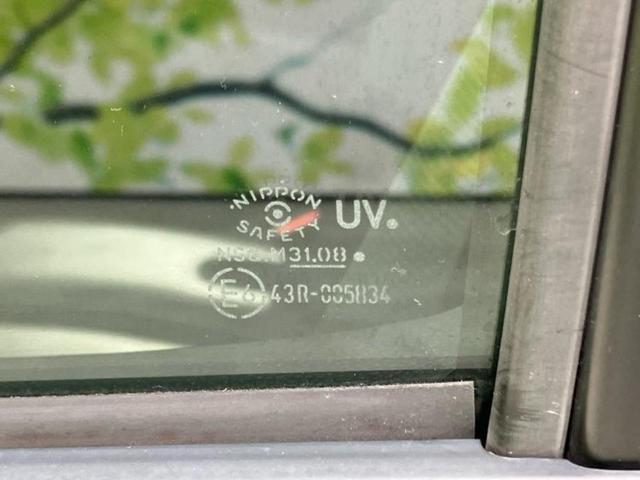 NIPPON UV.
SAFETY
M31.08
E6 43R-005834